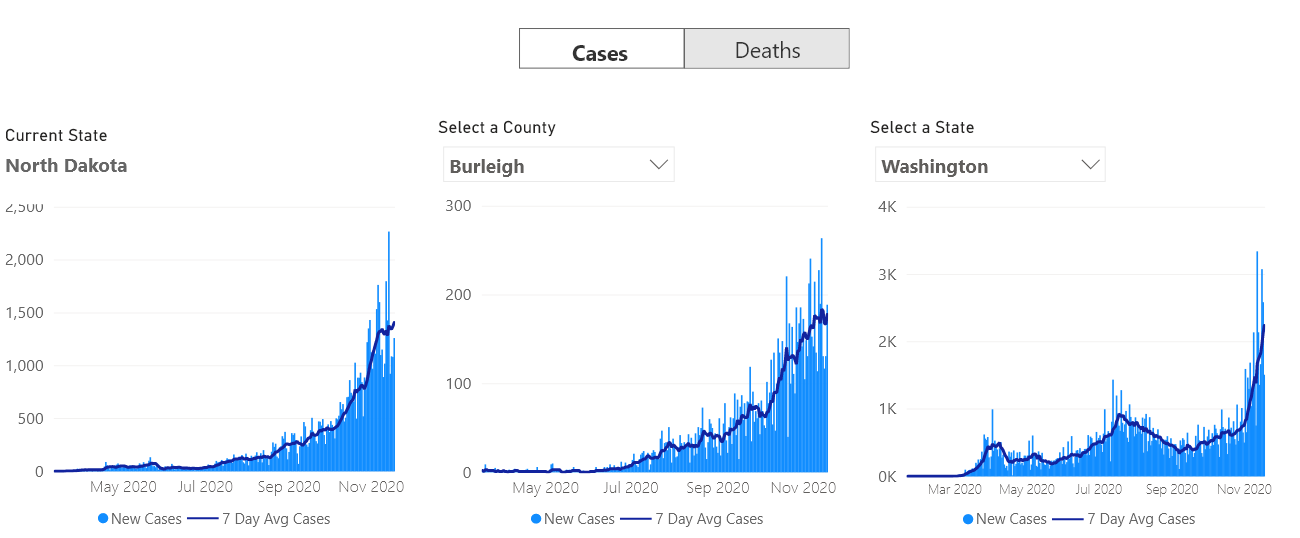 Cases Deaths
Current State
North Dakota
2,500
2,000
1,500
1,000
500
0
May 2020 Jul 2020 Sep 2020 Nov 2020
New Cases 7 Day Avg Cases
Select a County
Burleigh
300
200
100
0
May 2020 Jul 2020 Sep 2020 Nov 2020
New Cases 7 Day Avg Cases
Select a State
Washington
4K
3K
2K
1K
0K
Mar 2020 May 2020 Jul 2020 Sep 2020 Nov 2020
New Cases 7 Day Avg Cases